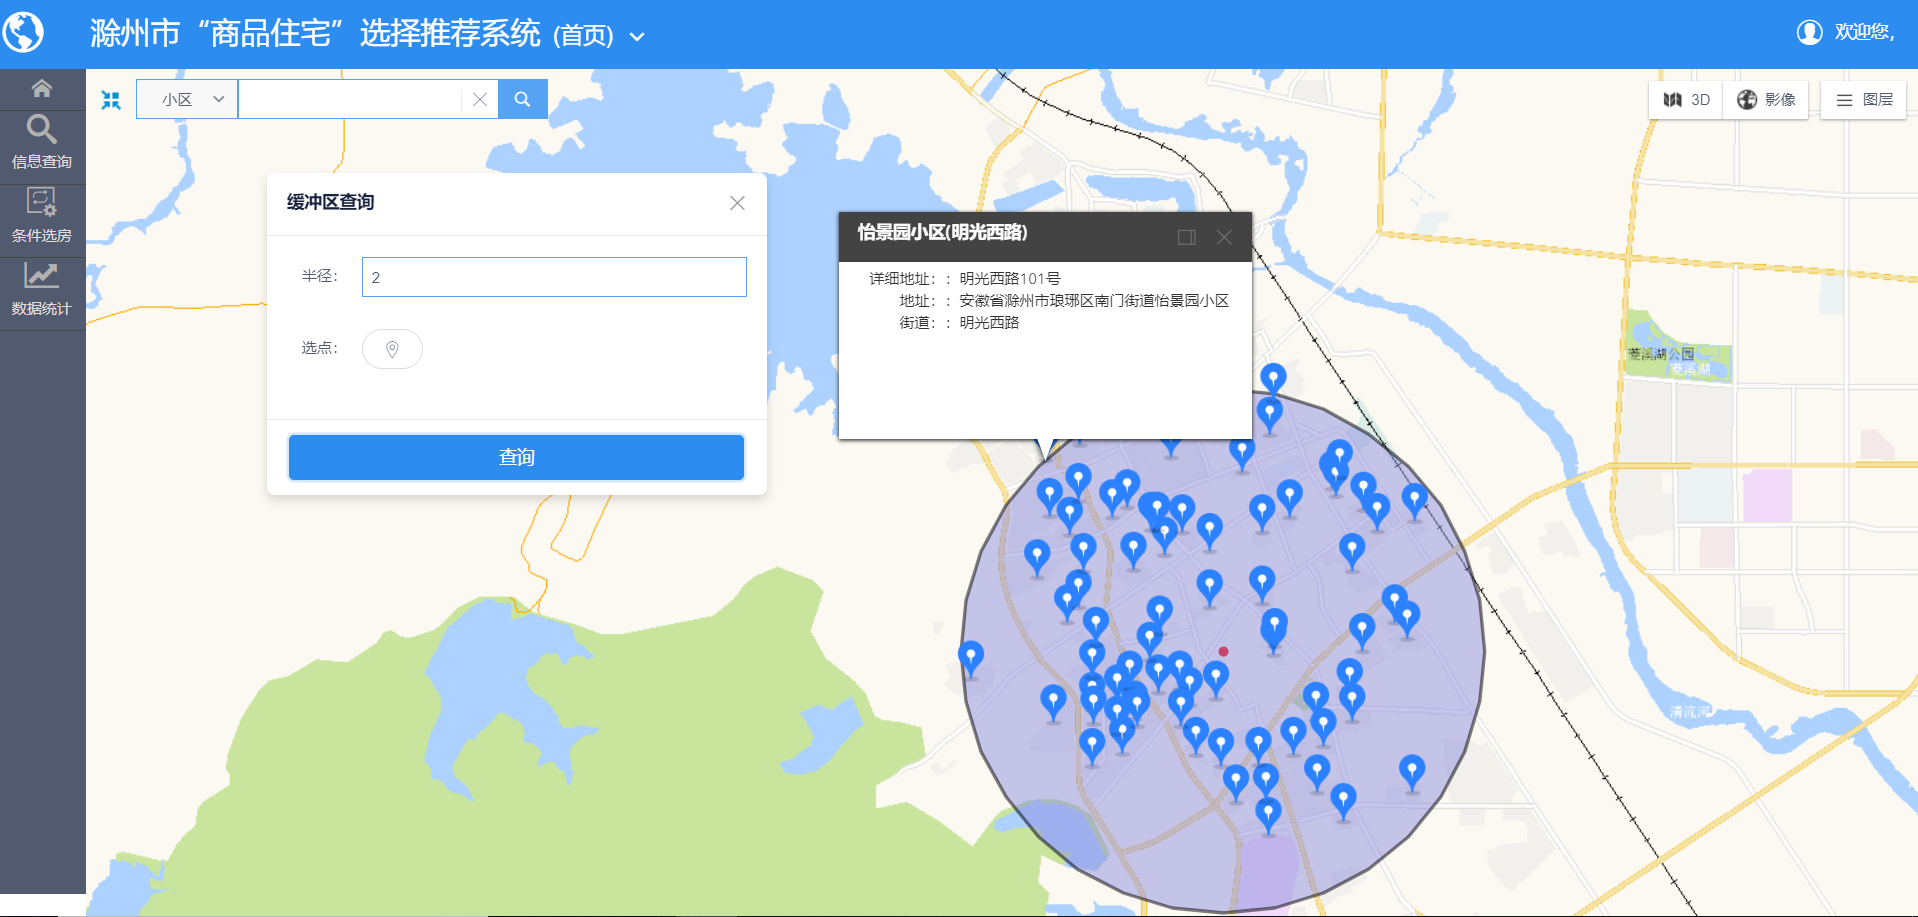 滁州市“商品住宅”选择推荐系统 (首页)
欢迎您,
小区
3D
影像
图层
信息查询
条件选房
数据统计
缓冲区查询
半径:
2
选点:
查询
怡景园小区(明光西路)
详细地址: : 明光西路101号
地址: : 安徽省滁州市琅琊区南门街道怡景园小区
街道: : 明光西路
菱溪湖公园
菱溪湖
清流河